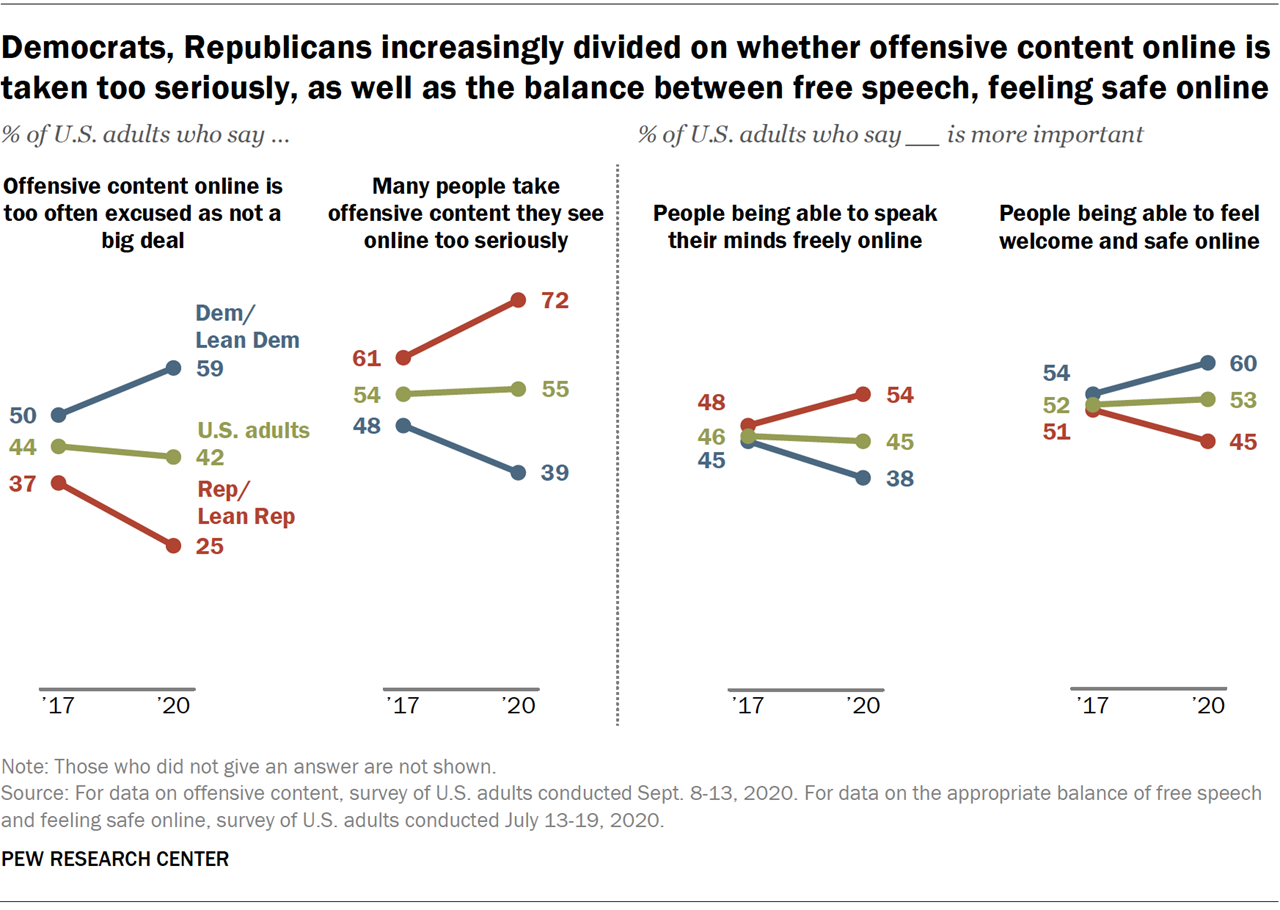 Democrats, Republicans increasingly divided on whether offensive content online is
taken too seriously, as well as the balance between free speech, feeling safe online
% of U.S. adults who say ...
% of U.S. adults who say ___ is more important
Offensive content online is
too often excused as not a
big deal
Dem/
Lean Dem
59
50
44
U.S. adults
42
37
Rep/
Lean Rep
25
'17 '20
Many people take
offensive content they see
online too seriously
72
61
54
55
48
39
'17 '20
People being able to speak
their minds freely online
48
54
46
45
45
38
'17 '20
People being able to feel
welcome and safe online
54
60
52
53
51
45
'17 '20
Note: Those who did not give an answer are not shown.
Source: For data on offensive content, survey of U.S. adults conducted Sept. 8-13, 2020. For data on the appropriate balance of free speech
and feeling safe online, survey of U.S. adults conducted July 13-19, 2020.
PEW RESEARCH CENTER